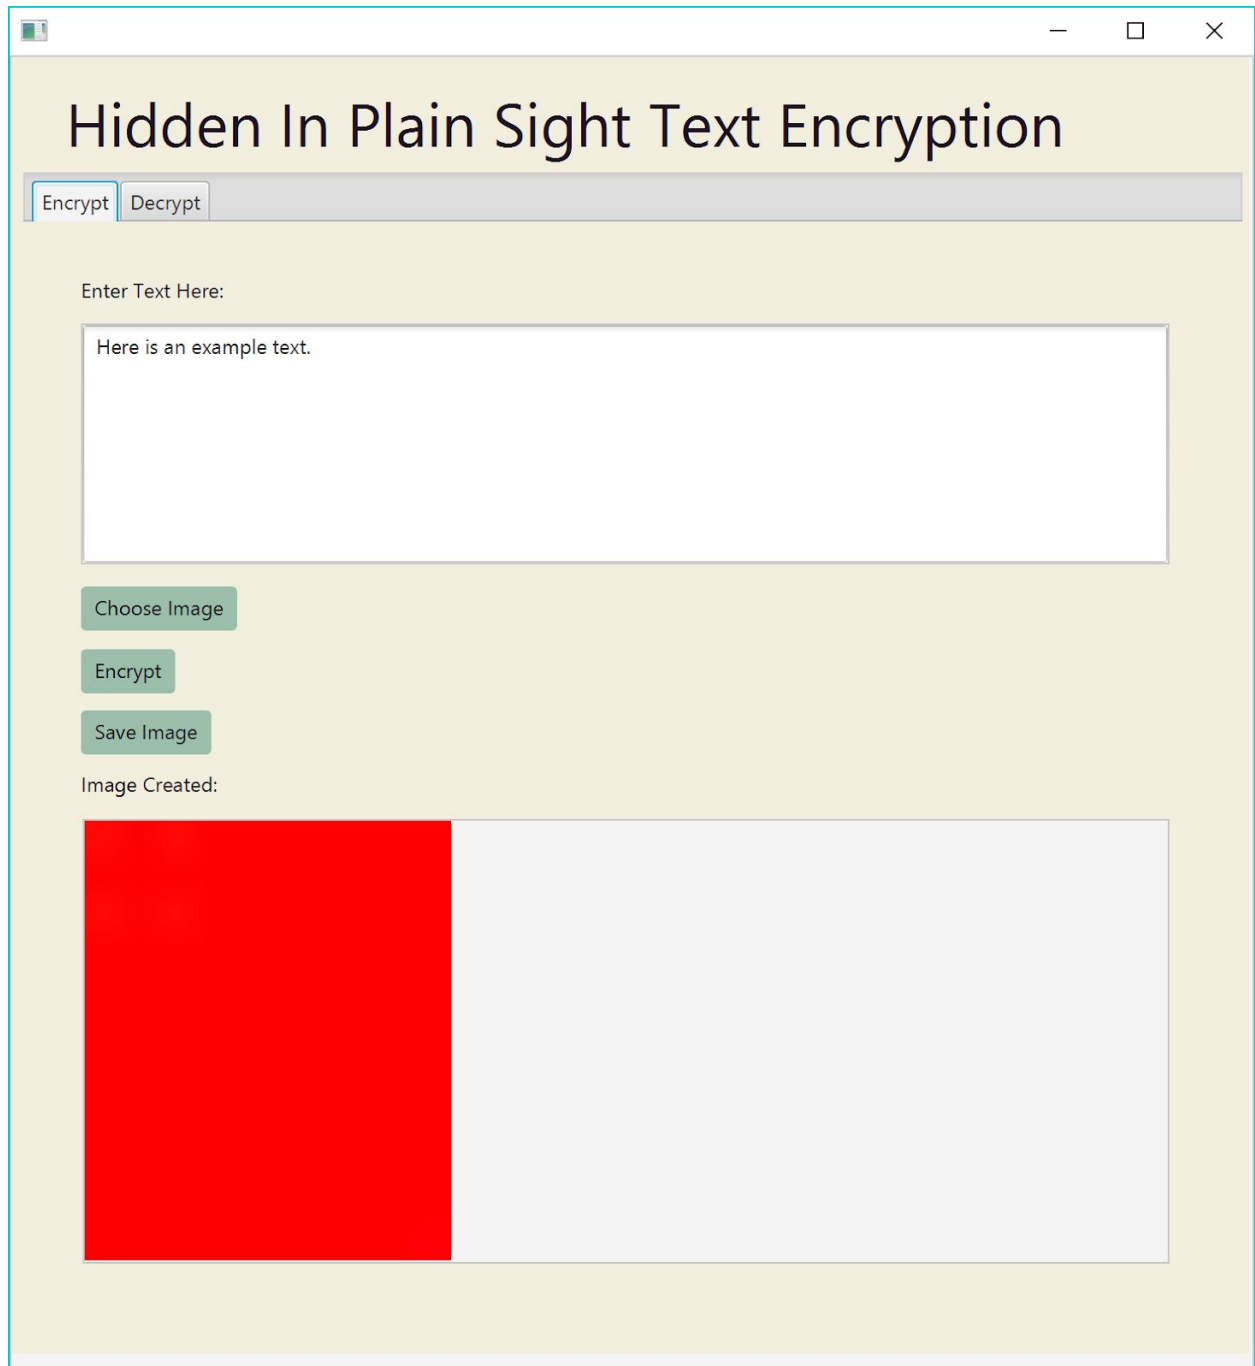 Hidden In Plain Sight Text Encryption
Encrypt Decrypt
Enter Text Here:
Here is an example text.
Choose Image
Encrypt
Save Image
Image Created: